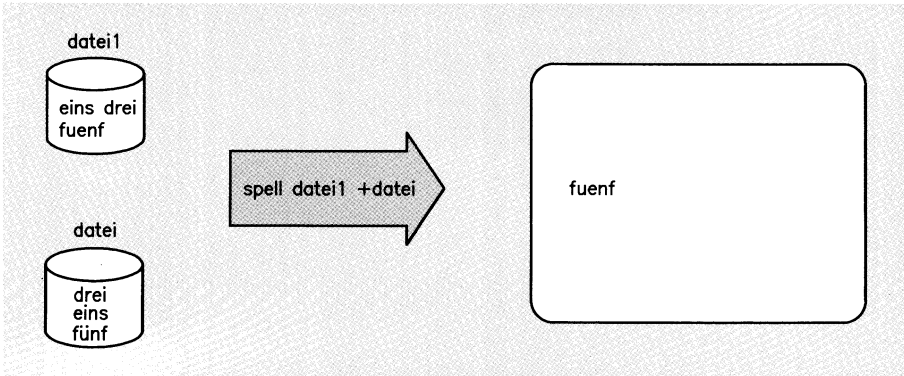 datei1
eins drei
fuenf
spell datei1 +datei
fuenf
datei
drei
eins
fünf